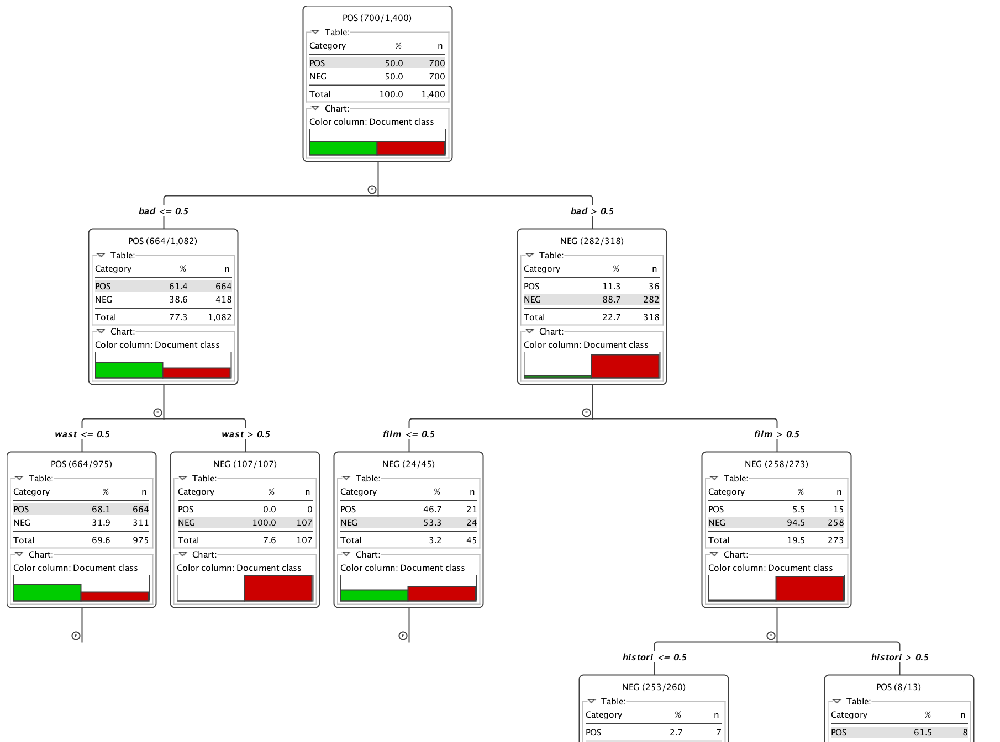 POS (700/1,400)
Table:
Category % n
POS 50.0 700
NEG 50.0 700
Total 100.0 1,400
Chart:
Color column: Document class
bad <= 0.5
bad > 0.5
POS (664/1,082)
Table:
Category % n
POS 61.4 664
NEG 38.6 418
Total 77.3 1,082
Chart:
Color column: Document class
NEG (282/318)
Table:
Category % n
POS 11.3 36
NEG 88.7 282
Total 22.7 318
Chart:
Color column: Document class
wast <= 0.5
wast > 0.5
film <= 0.5
film > 0.5
POS (664/975)
Table:
Category % n
POS 68.1 664
NEG 31.9 311
Total 69.6 975
Chart:
Color column: Document class
NEG (107/107)
Table:
Category % n
POS 0.0 0
NEG 100.0 107
Total 7.6 107
Chart:
Color column: Document class
NEG (24/45)
Table:
Category % n
POS 46.7 21
NEG 53.3 24
Total 3.2 45
Chart:
Color column: Document class
NEG (258/273)
Table:
Category % n
POS 5.5 15
NEG 94.5 258
Total 19.5 273
Chart:
Color column: Document class
histori <= 0.5
histori > 0.5
NEG (253/260)
Table:
Category % n
POS 2.7 7
POS (8/13)
Table:
Category % n
POS 61.5 8